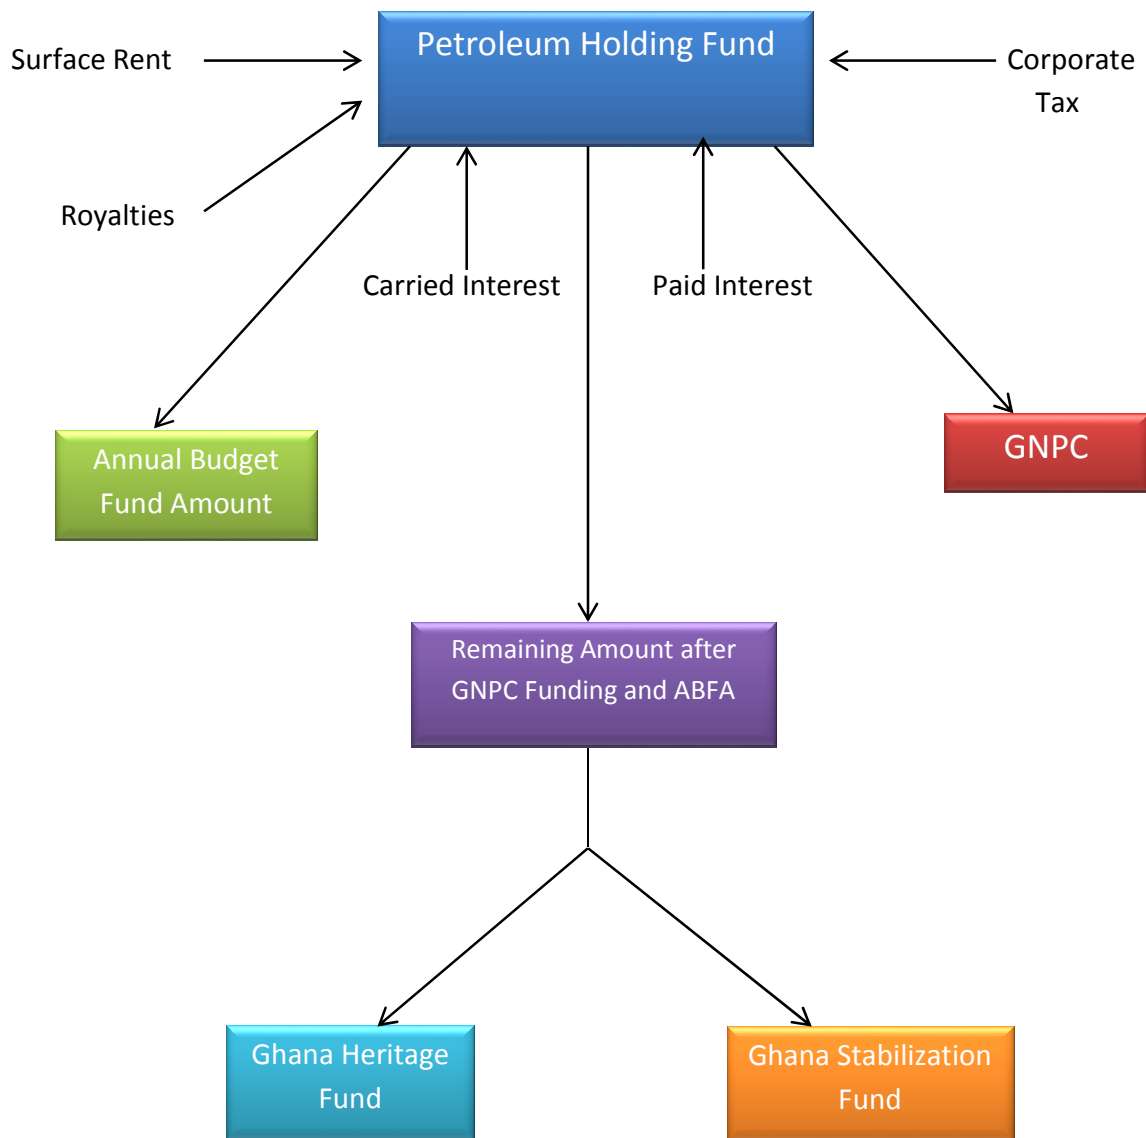 Petroleum Holding Fund
Surface Rent
Corporate
Tax
Royalties
Carried Interest
Paid Interest
Annual Budget
Fund Amount
GNPC
Remaining Amount after
GNPC Funding and ABFA
Ghana Heritage
Fund
Ghana Stabilization
Fund